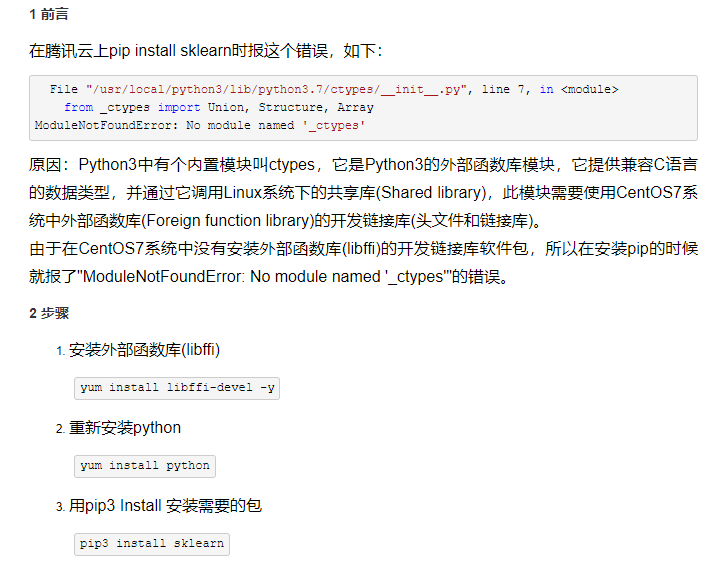 1 前言
在腾讯云上pip install sklearn时报这个错误，如下：
File "/usr/local/python3/lib/python3.7/ctypes/__init__.py", line 7, in <module>
from _ctypes import Union, Structure, Array
ModuleNotFoundError: No module named '_ctypes'
原因：Python3中有个内置模块叫ctypes，它是Python3的外部函数库模块，它提供兼容C语言
的数据类型，并通过它调用Linux系统下的共享库(Shared library)，此模块需要使用CentOS7系
统中外部函数库(Foreign function library)的开发链接库(头文件和链接库)。
由于在CentOS7系统中没有安装外部函数库(libffi)的开发链接库软件包，所以在安装pip的时候
就报了"ModuleNotFoundError: No module named '_ctypes'"的错误。
2 步骤
1. 安装外部函数库(libffi)
yum install libffi-devel -y
2. 重新安装python
yum install python
3. 用pip3 Install 安装需要的包
pip3 install sklearn